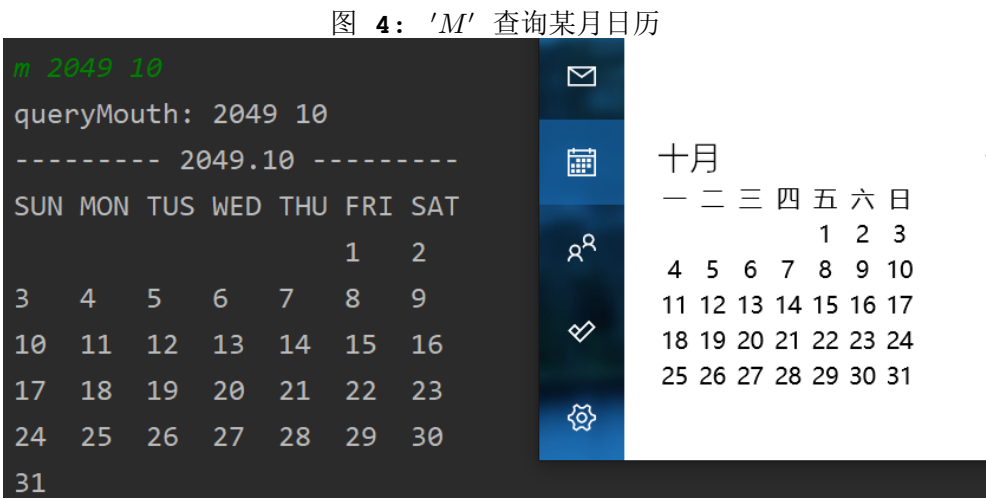 图 4: 'M' 查询某月日历
m 2049 10
queryMouth: 2049 10
--------- 2049.10 ---------
SUN MON TUS WED THU FRI SAT
1 2
3 4 5 6 7 8 9
10 11 12 13 14 15 16
17 18 19 20 21 22 23
24 25 26 27 28 29 30
31
十月
一 二 三 四 五 六 日
1 2 3
4 5 6 7 8 9 10
11 12 13 14 15 16 17
18 19 20 21 22 23 24
25 26 27 28 29 30 31